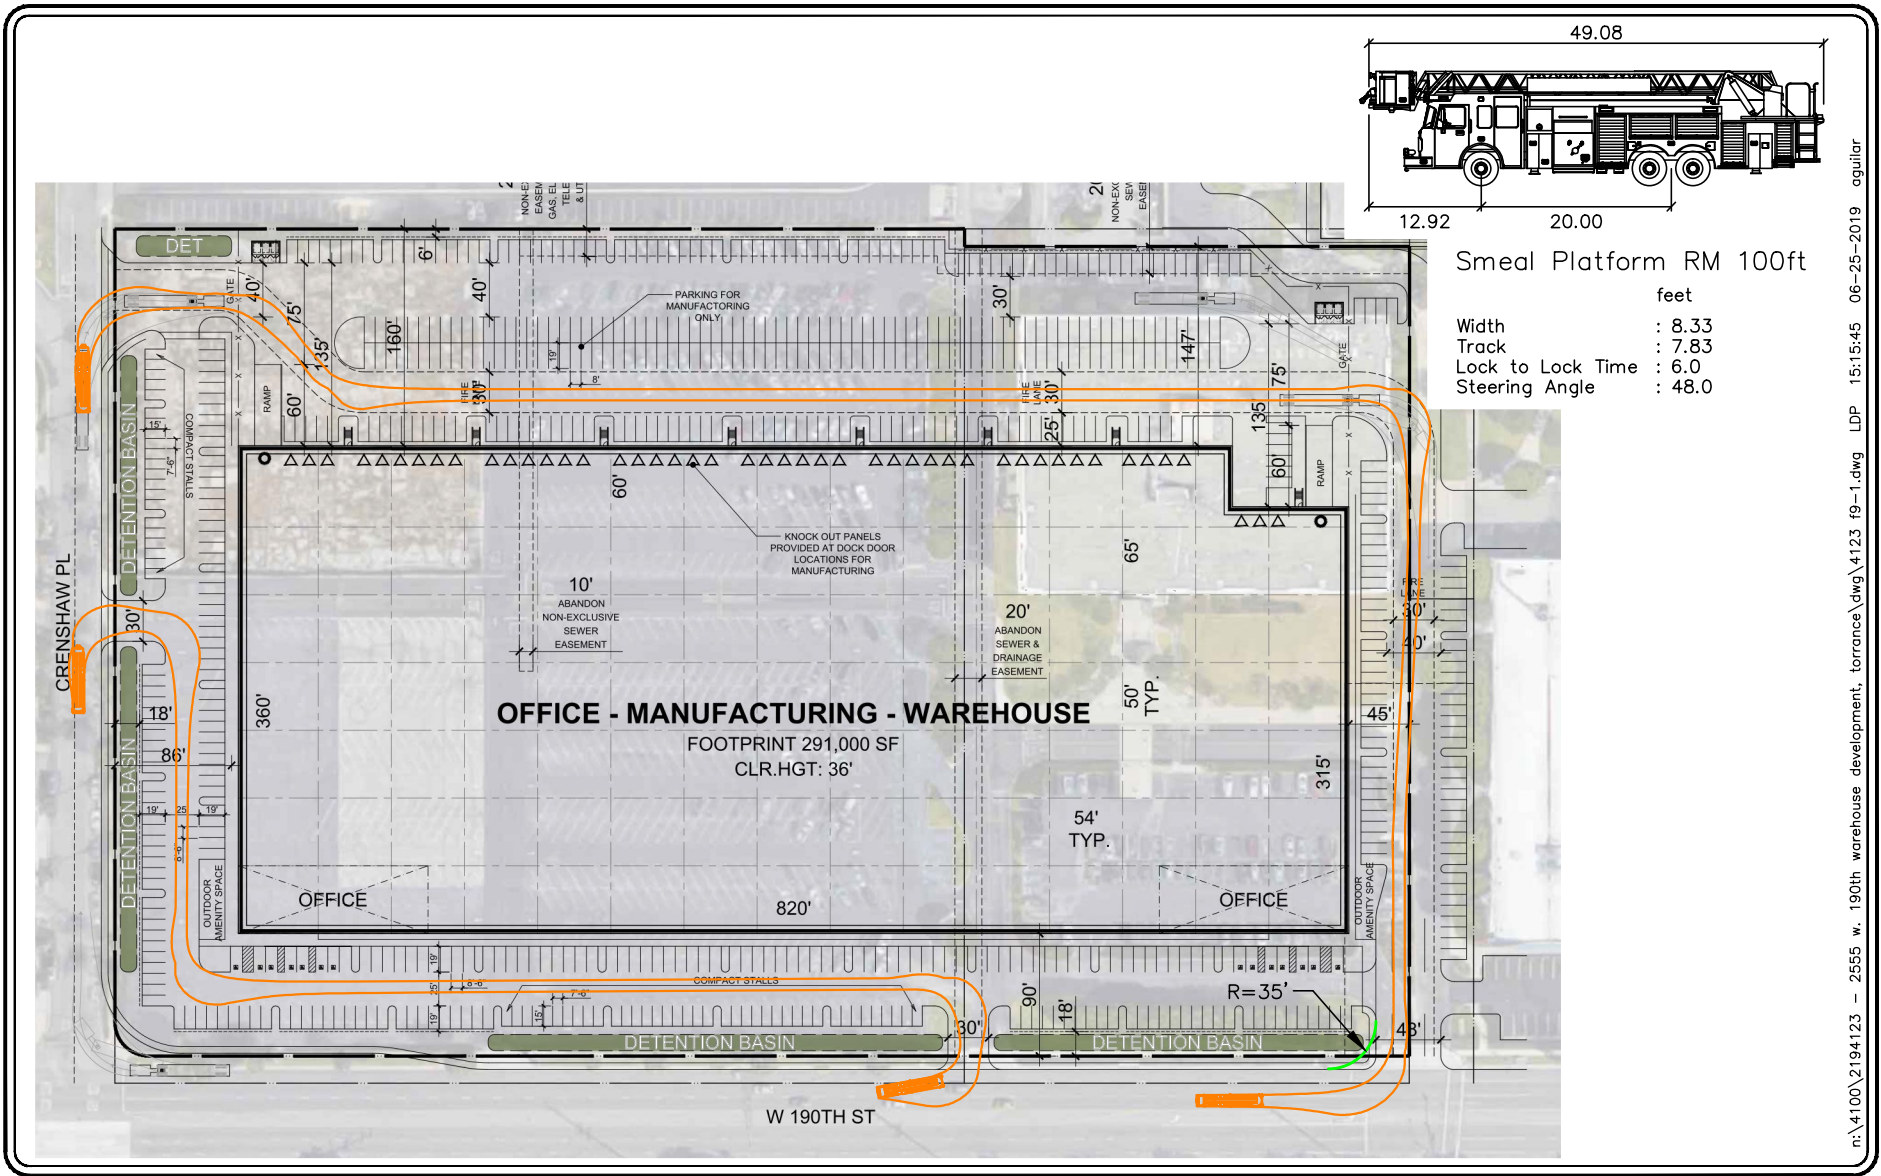 49.08
12.92
20.00
Smeal Platform RM 100ft
feet
Width : 8.33
Track : 7.83
Lock to Lock Time : 6.0
Steering Angle : 48.0
n:\4100\2194123 - 2555 w. 190th warehouse development, torrance\dwg\4123 f9-1.dwg LDP 15:15:45 06-25-2019 aguilar
DET
GATE
40'
75'
135'
6'
40'
160'
PARKING FOR
MANUFACTORING
ONLY
19'
8'
30'
147'
GATE
75'
135'
RAMP
60'
FIRE
30'
FIRE
LANE
30'
25'
60'
RAMP
DETENTION BASIN
15'
7'-6"
COMPACT STALLS
60'
KNOCK OUT PANELS
PROVIDED AT DOCK DOOR
LOCATIONS FOR
MANUFACTURING
65'
10'
ABANDON
NON-EXCLUSIVE
SEWER
EASEMENT
20'
ABANDON
SEWER &
DRAINAGE
EASEMENT
FIRE
LANE
30'
40'
CRENSHAW PL
30'
18'
86'
360'
50'
TYP.
45'
OFFICE - MANUFACTURING - WAREHOUSE
FOOTPRINT 291,000 SF
CLR.HGT: 36'
315'
DETENTION BASIN
19'
25
19'
54'
TYP.
OUTDOOR
AMENITY SPACE
OFFICE
820'
OFFICE
OUTDOOR
AMENITY SPACE
19'
25'
19'
8'-6"
7'-6"
15'
COMPACT STALLS
90'
18'
R=35'
30'
43'
DETENTION BASIN
DETENTION BASIN
W 190TH ST